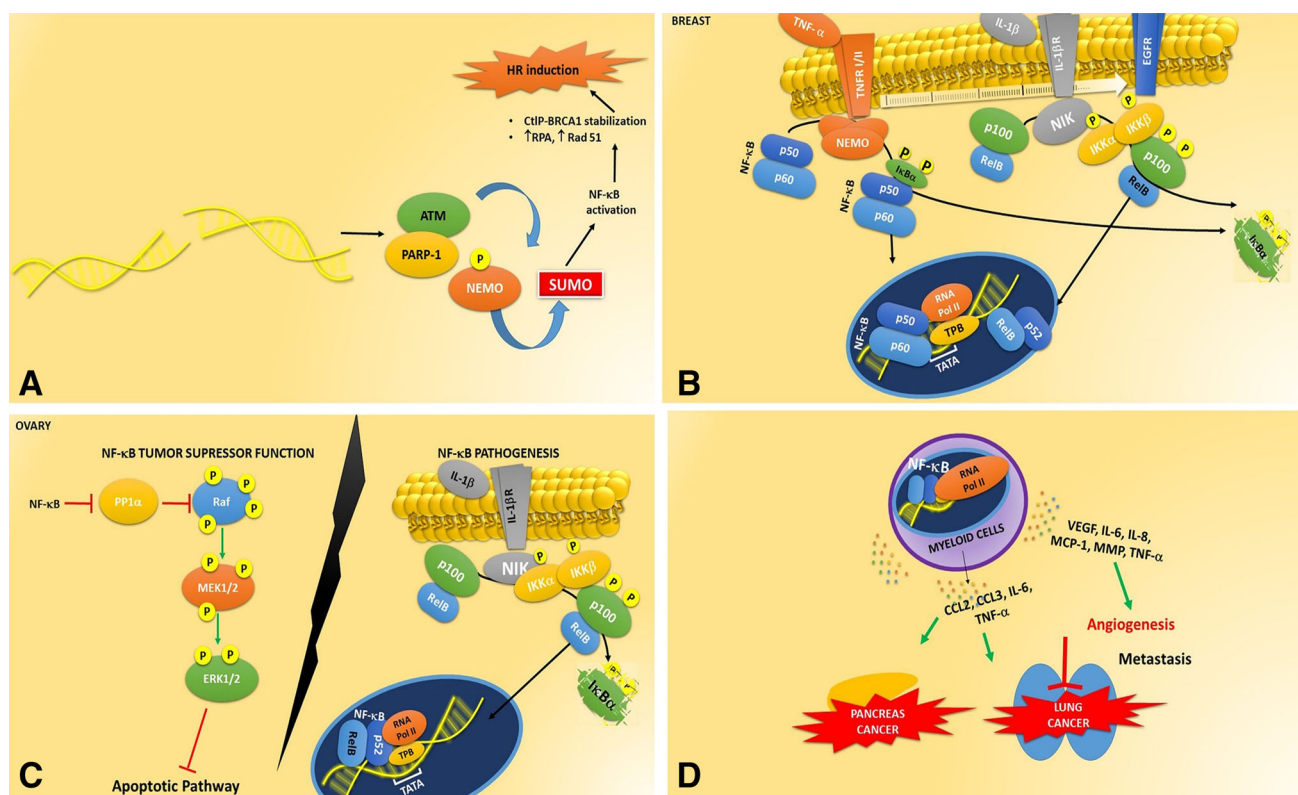 HR induction
• CtIP-BRCA1 stabilization
• ↑RPA, ↑ Rad 51
NF-κB
activation
ATM
PARP-1
P
NEMO
SUMO
A
BREAST
TNF-α
TNFR I/II
IL-1β
IL-1βR
EGFR
NEMO
NF-κB
p50
p60
P
P
IκBα
NF-κB
p50
p60
p100
RelB
NIK
P
P
IKKα
IKKβ
P
P
p100
RelB
IκBα
NF-κB
p50
p60
RNA
Pol II
TPB
TATA
RelB
p52
B
OVARY
NF-κB TUMOR SUPRESSOR FUNCTION
NF-κB
PP1α
Raf
P
P
P
P
P
MEK1/2
P
P
P
ERK1/2
P
P
Apoptotic Pathway
NF-κB PATHOGENESIS
IL-1β
IL-1βR
p100
RelB
NIK
P
P
IKKα
IKKβ
P
P
p100
RelB
IκBα
NF-κB
RelB
p52
RNA
Pol II
TPB
TATA
C
NF-κB
RNA
Pol II
MYELOID CELLS
VEGF, IL-6, IL-8,
MCP-1, MMP, TNF-α
CCL2, CCL3, IL-6,
TNF-α
Angiogenesis
Metastasis
PANCREAS
CANCER
LUNG
CANCER
D